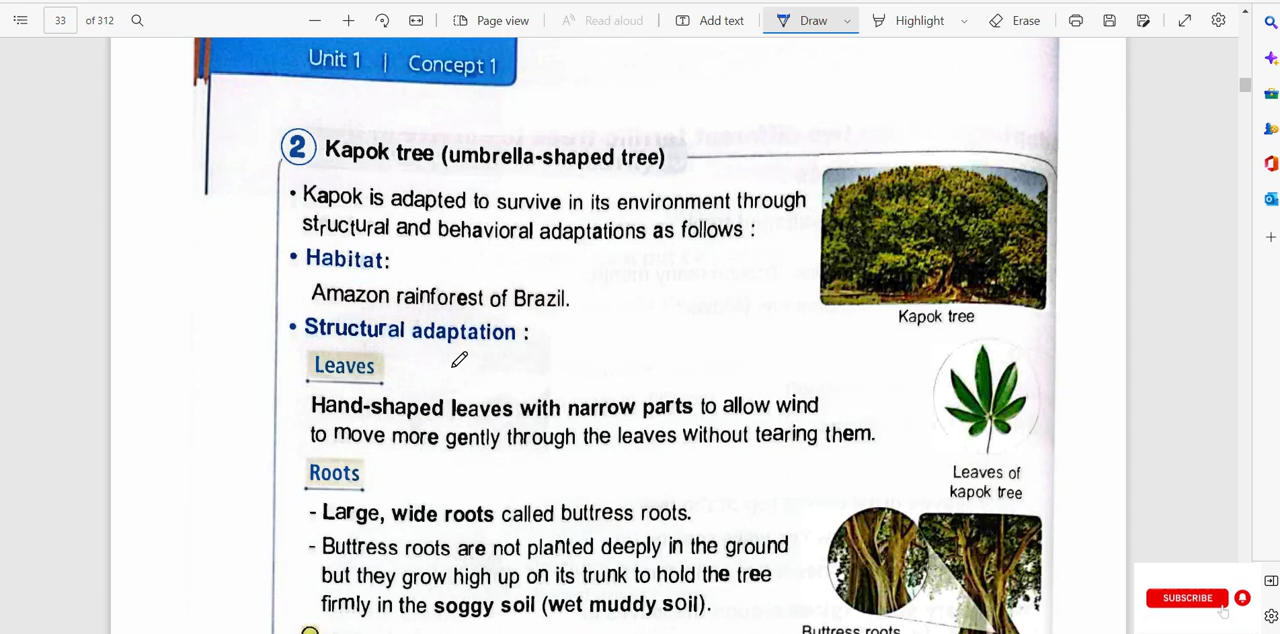 33
of 312
Page view
Read aloud
Add text
Draw
Highlight
Erase
Unit 1 | Concept 1
2 Kapok tree (umbrella-shaped tree)
• Kapok is adapted to survive in its environment through
structural and behavioral adaptations as follows :
• Habitat:
Amazon rainforest of Brazil.
• Structural adaptation :
Kapok tree
Leaves
Hand-shaped leaves with narrow parts to allow wind
to move more gently through the leaves without tearing them.
Leaves of
kapok tree
Roots
- Large, wide roots called buttress roots.
- Buttress roots are not planted deeply in the ground
but they grow high up on its trunk to hold the tree
firmly in the soggy soil (wet muddy soil).
Buttress roots
SUBSCRIBE